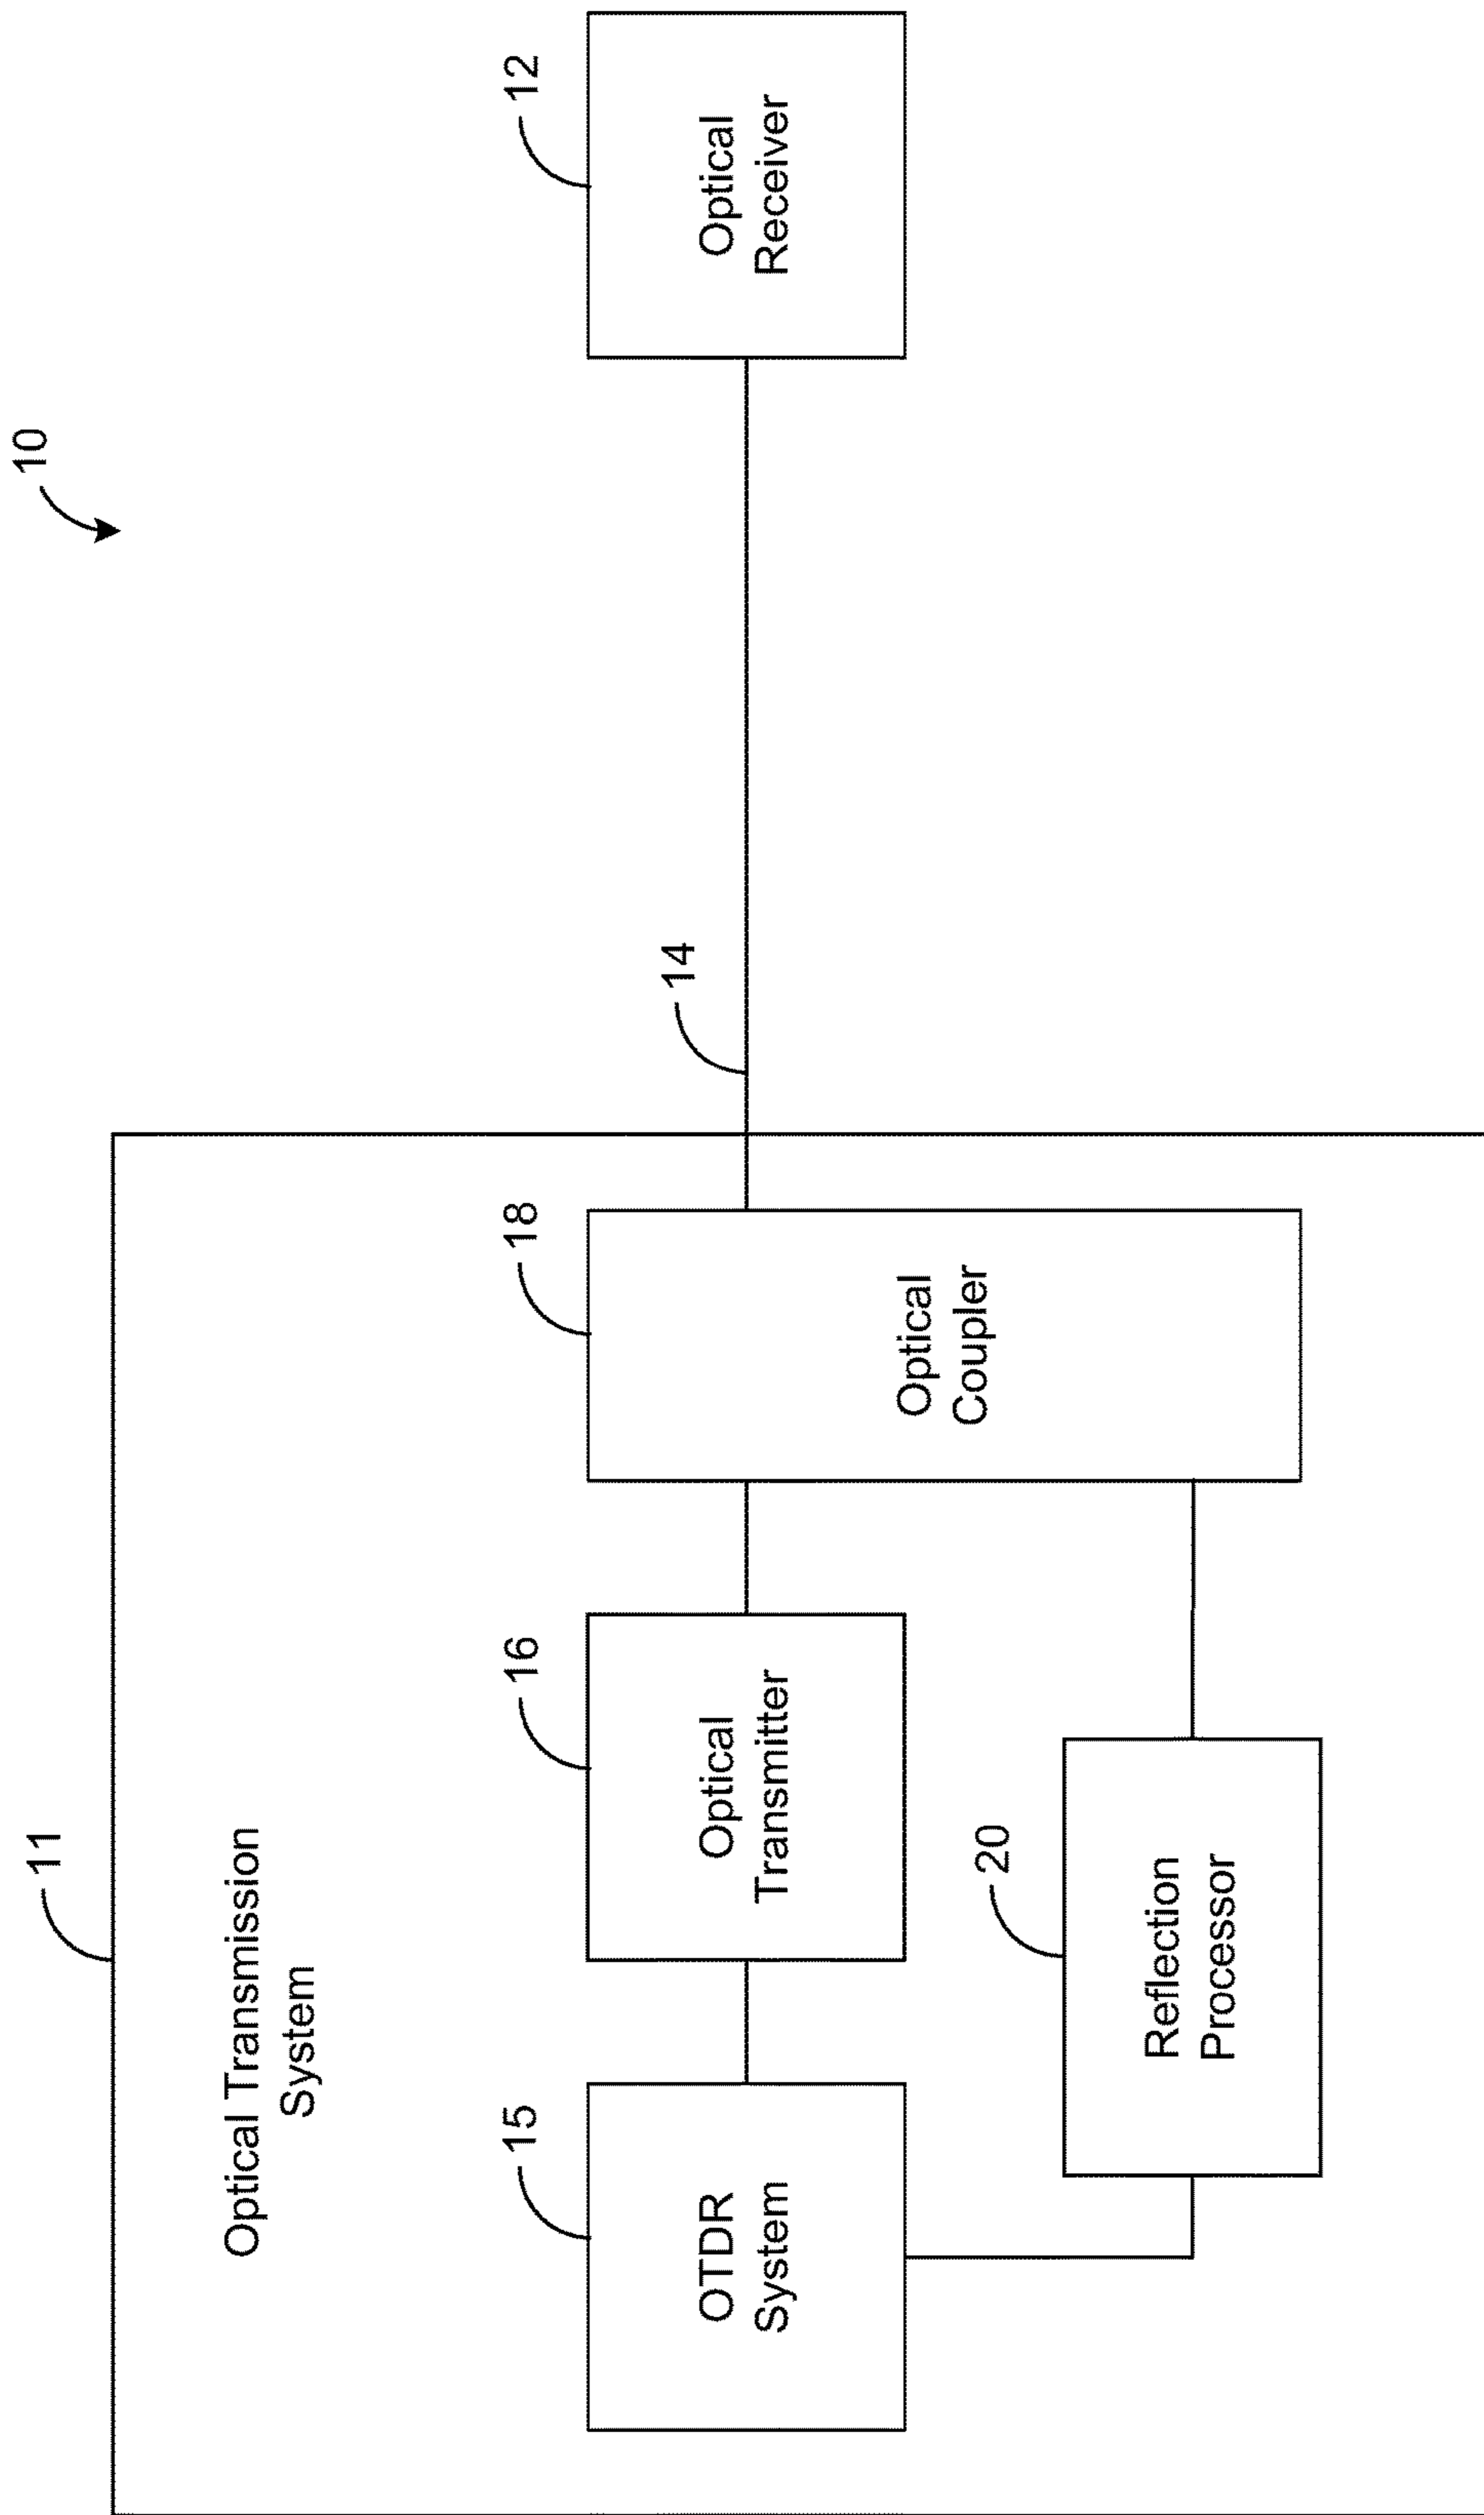 10
11
Optical Transmission
System
15
OTDR
System
16
Optical
Transmitter
18
Optical
Coupler
14
12
Optical
Receiver
20
Reflection
Processor